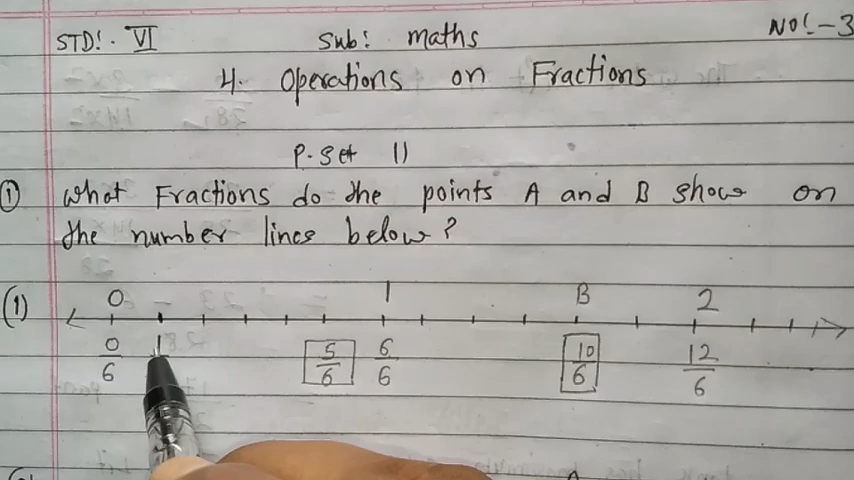 STD:- VI Sub: maths NO:-3
4. Operations on Fractions
P. Set 11
① What Fractions do the points A and B show on
the number lines below?
(1) 0 1 B 2
0/6 1 5/6 6/6 10/6 12/6
A